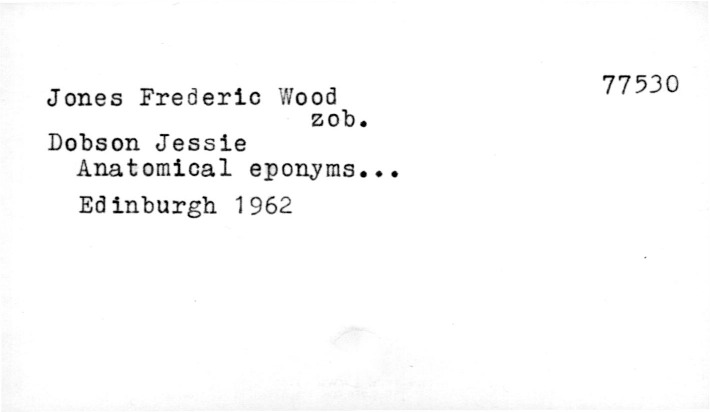 77530
Jones Frederic Wood
zob.
Dobson Jessie
Anatomical eponyms...
Edinburgh 1962